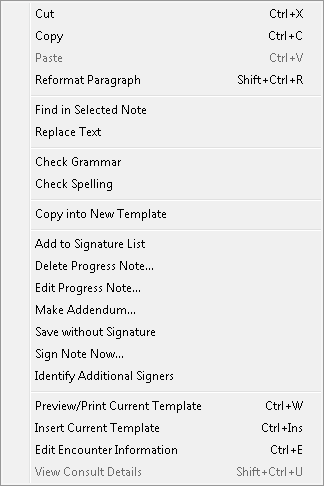 Cut Ctrl+X
Copy Ctrl+C
Paste Ctrl+V
Reformat Paragraph Shift+Ctrl+R
Find in Selected Note
Replace Text
Check Grammar
Check Spelling
Copy into New Template
Add to Signature List
Delete Progress Note...
Edit Progress Note...
Make Addendum...
Save without Signature
Sign Note Now...
Identify Additional Signers
Preview/Print Current Template Ctrl+W
Insert Current Template Ctrl+Ins
Edit Encounter Information Ctrl+E
View Consult Details Shift+Ctrl+U